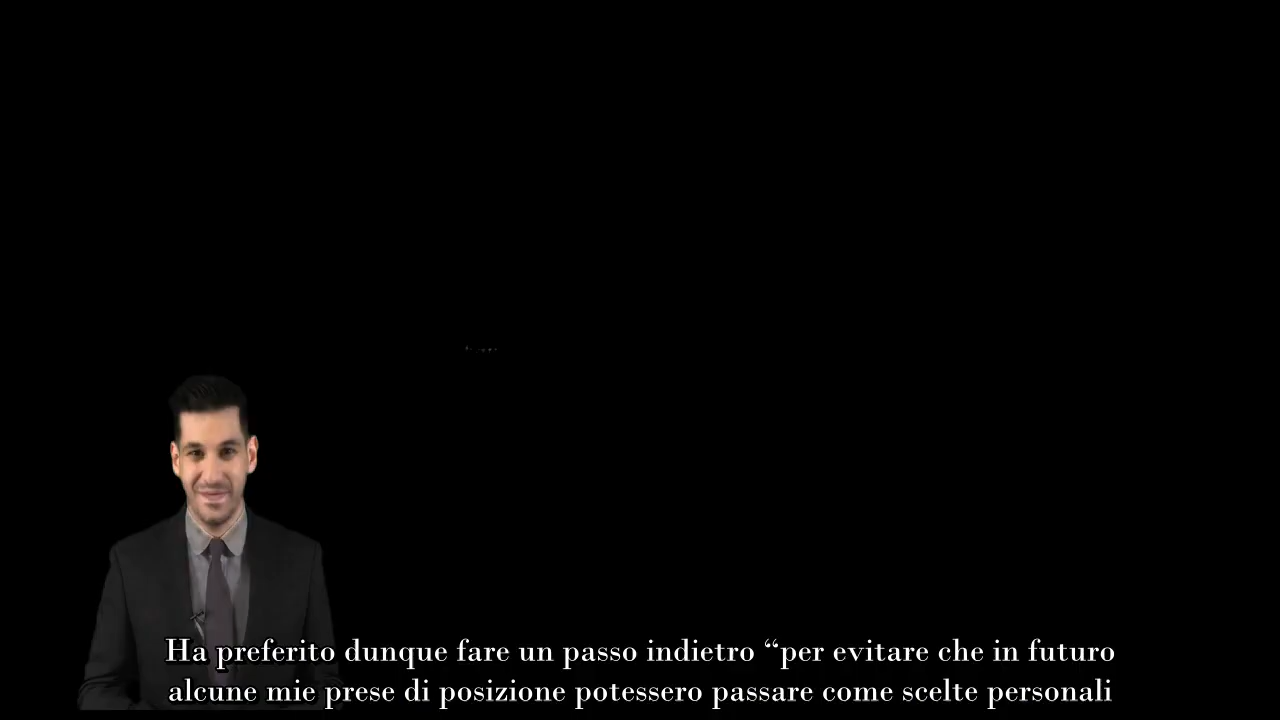 Ha preferito dunque fare un passo indietro “per evitare che in futuro
alcune mie prese di posizione potessero passare come scelte personali